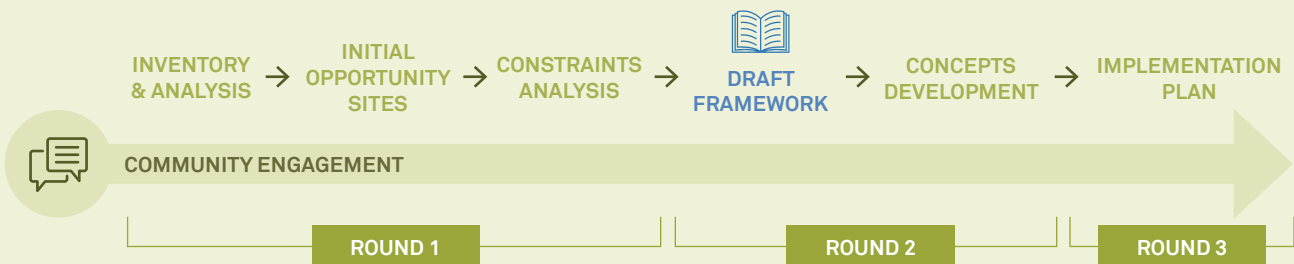 INVENTORY
& ANALYSIS
INITIAL
OPPORTUNITY
SITES
CONSTRAINTS
ANALYSIS
DRAFT
FRAMEWORK
CONCEPTS
DEVELOPMENT
IMPLEMENTATION
PLAN
COMMUNITY ENGAGEMENT
ROUND 1
ROUND 2
ROUND 3